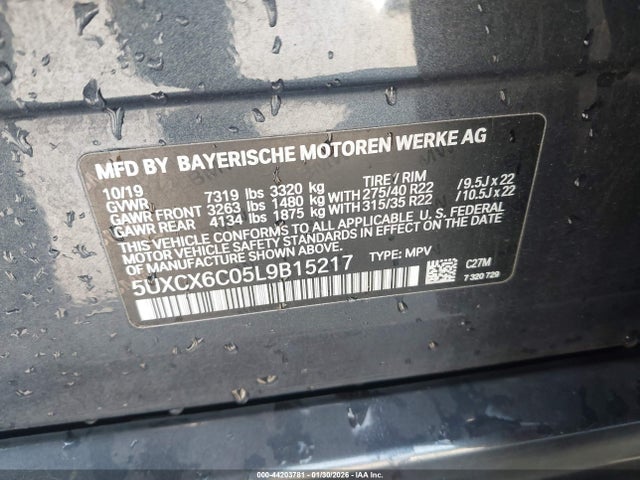 MFD BY BAYERISCHE MOTOREN WERKE AG
10/19 TIRE / RIM
GVWR 7319 lbs 3320 kg
GAWR FRONT 3263 lbs 1480 kg WITH 275/40 R22 /9.5J x 22
GAWR REAR 4134 lbs 1875 kg WITH 315/35 R22 /10.5J x 22
THIS VEHICLE CONFORMS TO ALL APPLICABLE U.S. FEDERAL
MOTOR VEHICLE SAFETY STANDARDS IN EFFECT ON THE DATE
OF MANUFACTURE SHOWN ABOVE.
5UXCX6C05L9B15217 TYPE: MPV C27M
7 320 729
000-44203781 - 01/30/2026 - IAA Inc.